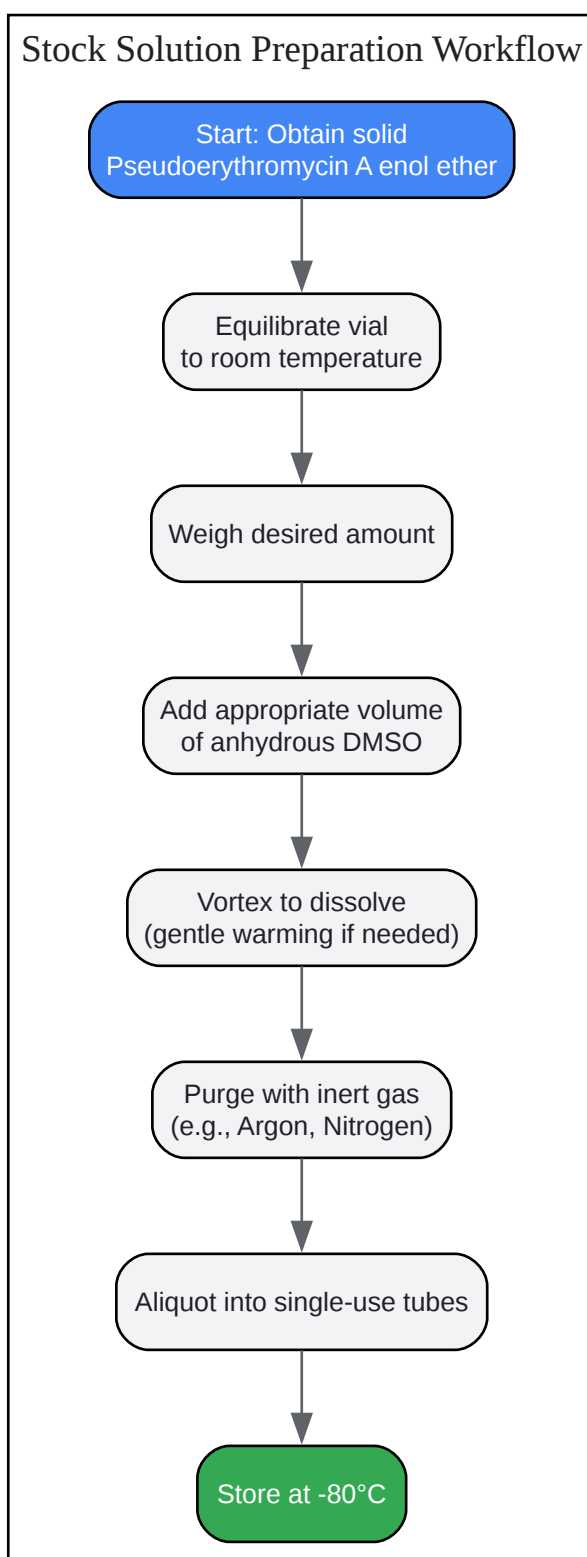 Stock Solution Preparation Workflow
Start: Obtain solid
Pseudoerythromycin A enol ether
Equilibrate vial
to room temperature
Weigh desired amount
Add appropriate volume
of anhydrous DMSO
Vortex to dissolve
(gentle warming if needed)
Purge with inert gas
(e.g., Argon, Nitrogen)
Aliquot into single-use tubes
Store at -80°C